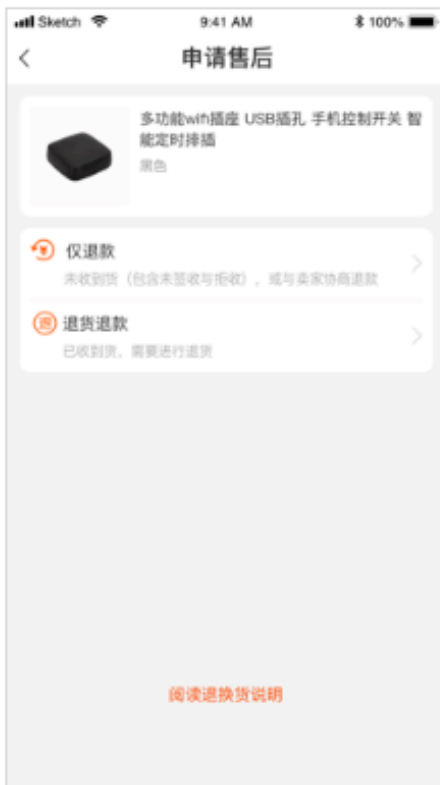 Sketch 9:41 AM 100%
申请售后
多功能wifi插座 USB插孔 手机控制开关 智
能定时排插
黑色
仅退款
未收到货（包含未签收与拒收），或与卖家协商退款
退货退款
已收到货，需要进行退货
阅读退换货说明